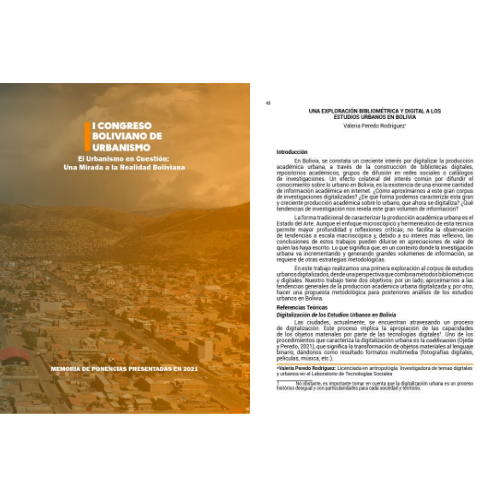 I CONGRESO
BOLIVIANO DE
URBANISMO
El Urbanismo en Cuestión:
Una Mirada a la Realidad Boliviana
MEMORIA DE PONENCIAS PRESENTADAS EN 2021
48
UNA EXPLORACIÓN BIBLIOMÉTRICA Y DIGITAL A LOS
ESTUDIOS URBANOS EN BOLIVIA
Valeria Peredo Rodríguez*
Introducción
En Bolivia, se constata un creciente interés por digitalizar la producción
académica urbana, a través de la construcción de bibliotecas digitales,
repositorios académicos, grupos de difusión en redes sociales o catálogos
de investigaciones. Un efecto colateral del interés común por difundir el
conocimiento sobre lo urbano en Bolivia, es la existencia de una enorme cantidad
de información académica en internet. ¿Cómo aproximarnos a este gran corpus
de investigaciones digitalizadas? ¿De qué forma podemos caracterizar esta gran
y creciente producción académica sobre lo urbano, que ahora se digitaliza? ¿Qué
tendencias de investigación nos revela este gran volumen de información?
La forma tradicional de caracterizar la producción académica urbana es el
Estado del Arte. Aunque el enfoque microscópico y hermenéutico de esta técnica
permite mayor profundidad y reflexiones críticas; no facilita la observación
de tendencias a escala macroscópica y, debido a su interés más reflexivo, las
conclusiones de estos trabajos pueden diluirse en apreciaciones de valor de
quien las haya escrito. Lo que significa que, en un contexto donde la investigación
urbana va incrementando y generando grandes volúmenes de información, se
requiere de otras estrategias metodológicas.
En este trabajo realizamos una primera exploración al corpus de estudios
urbanos digitalizados, desde una perspectiva que combina métodos bibliométricos
y digitales. Nuestro trabajo tiene dos objetivos: por un lado, aproximarnos a las
tendencias generales de la producción académica urbana digitalizada y, por otro,
hacer una propuesta metodológica para posteriores análisis de los estudios
urbanos en Bolivia.
Referencias Teóricas
Digitalización de los Estudios Urbanos en Bolivia
Las ciudades, actualmente, se encuentran atravesando un proceso
de digitalización. Este proceso implica la apropiación de las capacidades
de los objetos materiales por parte de las tecnologías digitales¹. Uno de los
procedimientos que caracteriza la digitalización urbana es la codificación (Ojeda
y Peredo, 2021), que significa la transformación de objetos materiales al lenguaje
binario, dándonos como resultado formatos multimedia (fotografías digitales,
películas, música, etc.).
*Valeria Peredo Rodríguez: Licenciada en antropología. Investigadora de temas digitales
y urbanos en el Laboratorio de Tecnologías Sociales
1 No obstante, es importante tomar en cuenta que la digitalización urbana es un proceso
histórico desigual y con particularidades para cada sociedad y territorio.